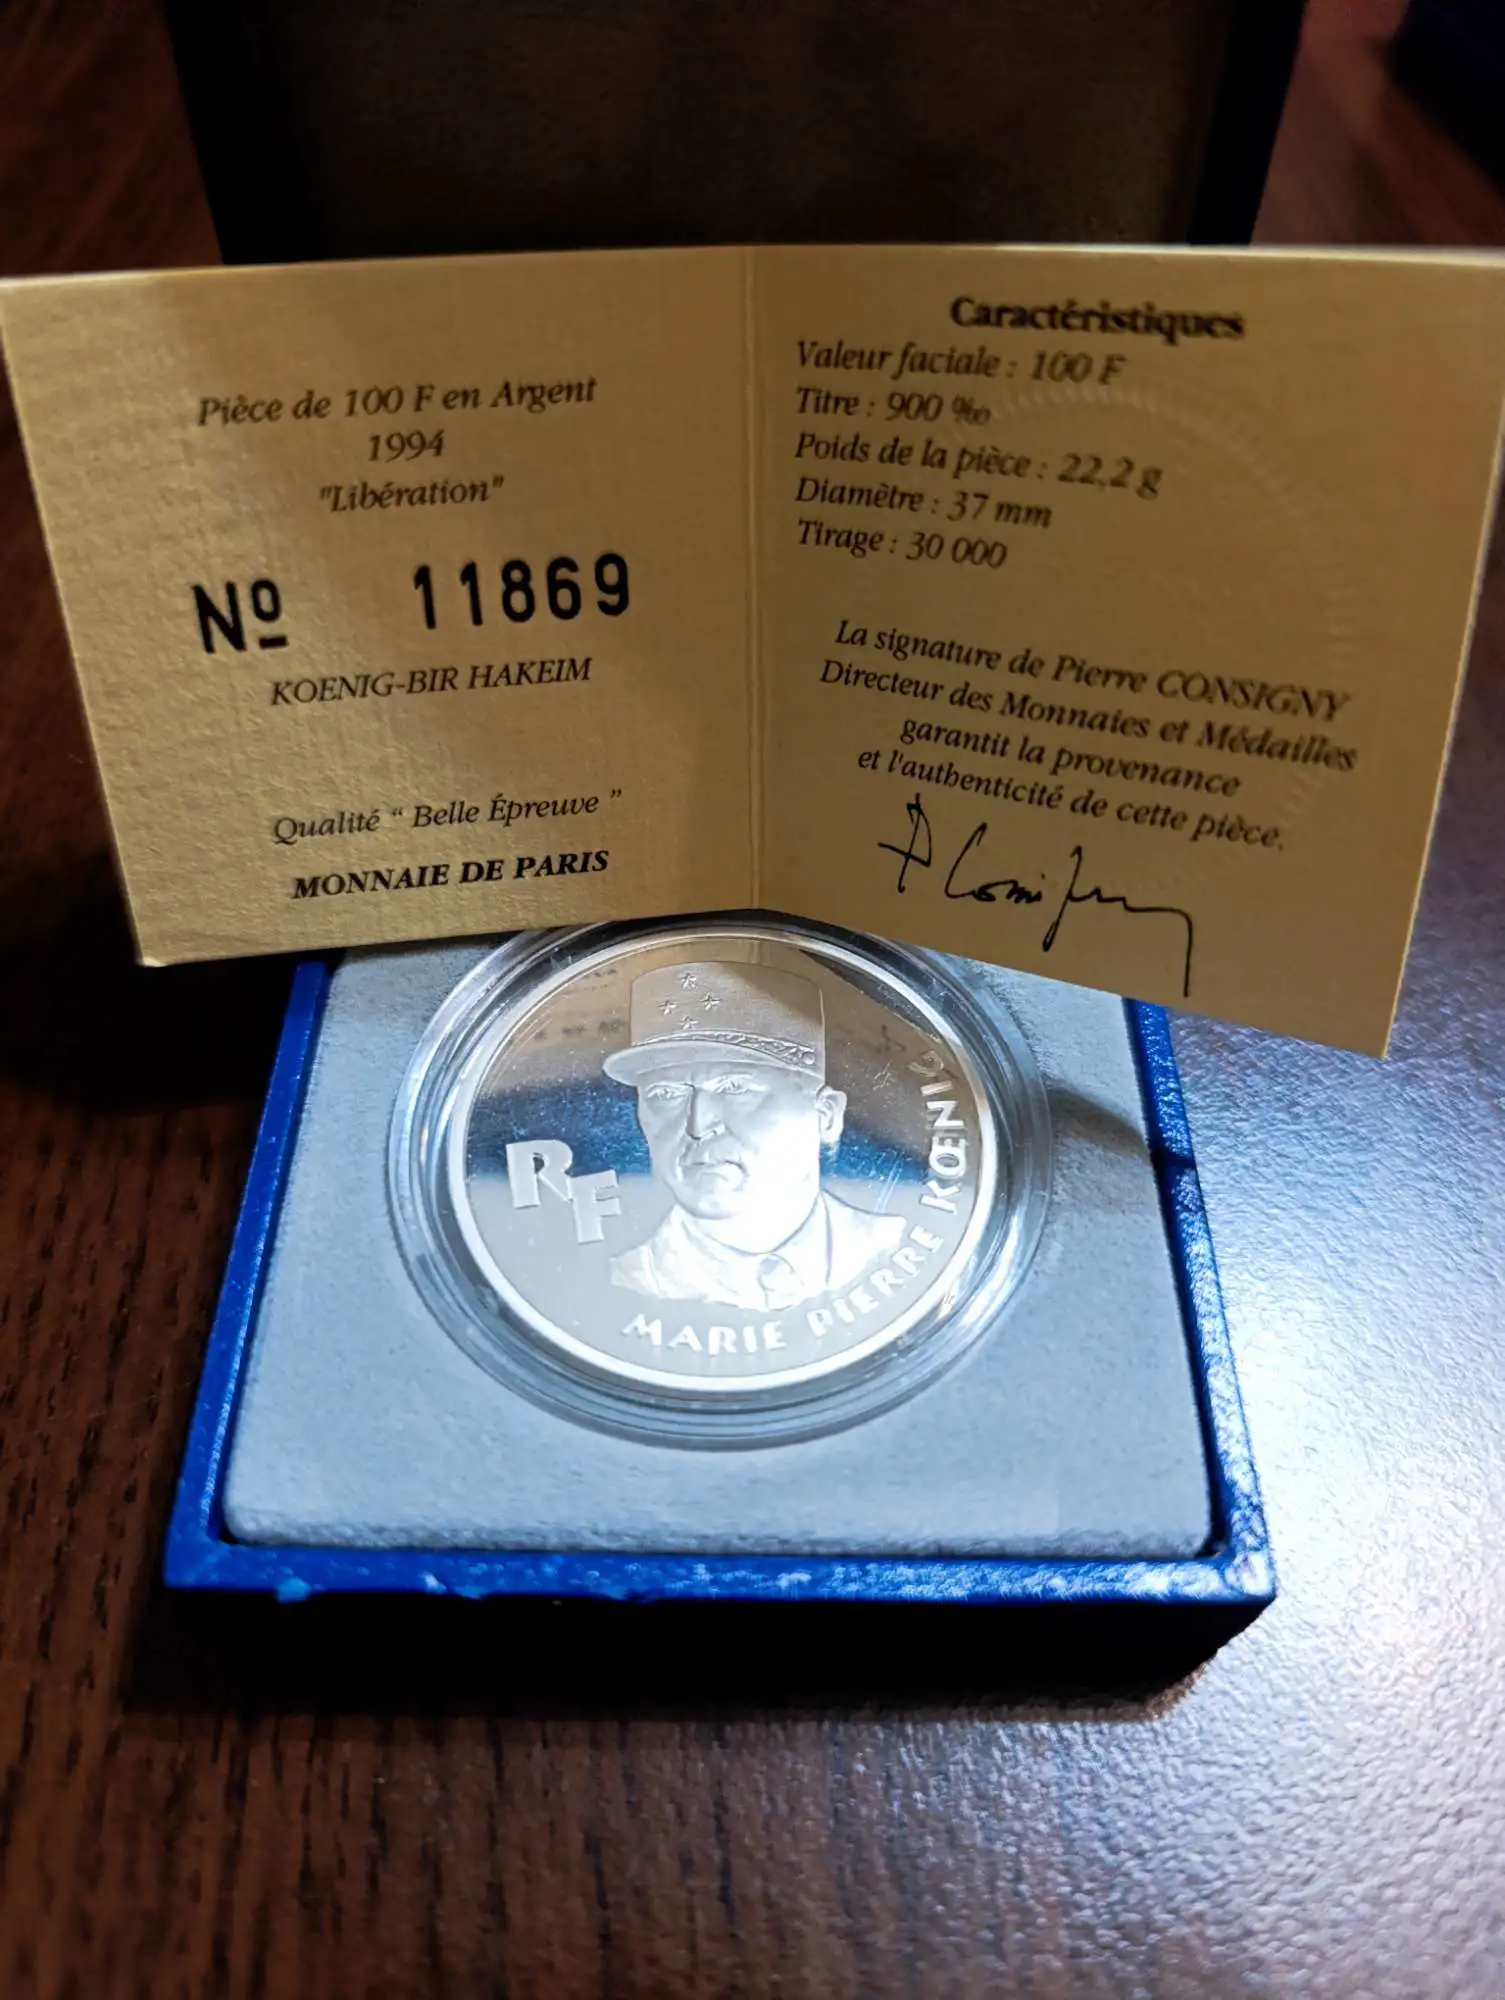 Pièce de 100 F en Argent
1994
"Libération"
Nº 11869
KOENIG-BIR HAKEIM
Qualité “ Belle Épreuve ”
MONNAIE DE PARIS
Caractéristiques
Valeur faciale : 100 F
Titre : 900 ‰
Poids de la pièce : 22,2 g
Diamètre : 37 mm
Tirage : 30 000
La signature de Pierre CONSIGNY
Directeur des Monnaies et Médailles
garantit la provenance
et l'authenticité de cette pièce.
RF
MARIE PIERRE KŒNIG